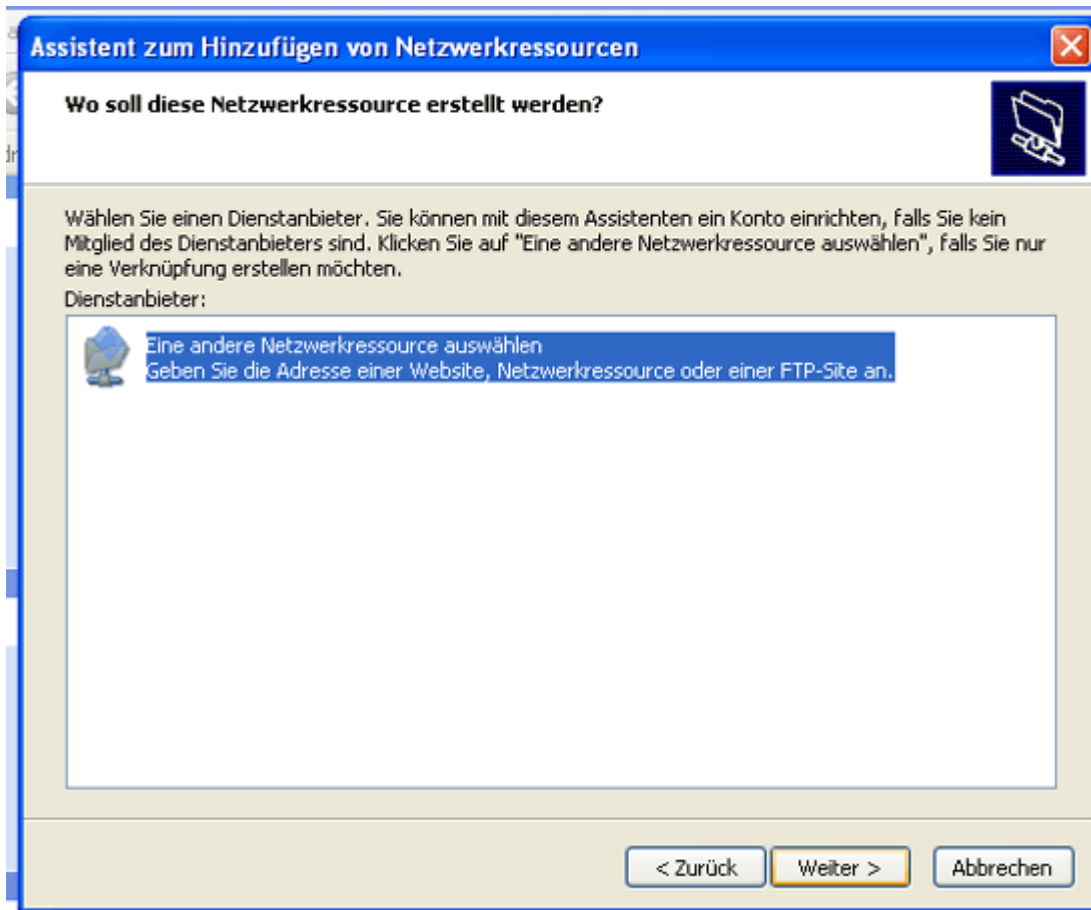 Assistent zum Hinzufügen von Netzwerkressourcen
Wo soll diese Netzwerkressource erstellt werden?
Wählen Sie einen Dienstanbieter. Sie können mit diesem Assistenten ein Konto einrichten, falls Sie kein
Mitglied des Dienstanbieters sind. Klicken Sie auf "Eine andere Netzwerkressource auswählen", falls Sie nur
eine Verknüpfung erstellen möchten.
Dienstanbieter:
Eine andere Netzwerkressource auswählen
Geben Sie die Adresse einer Website, Netzwerkressource oder einer FTP-Site an.
< Zurück Weiter > Abbrechen